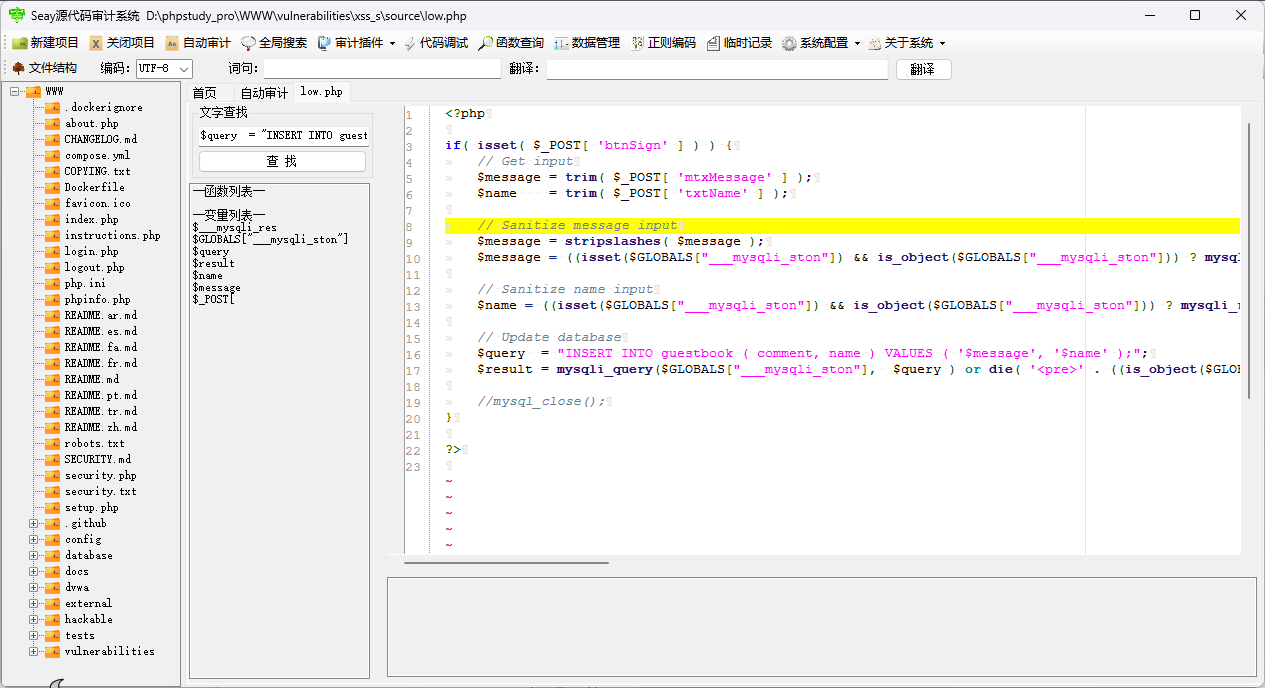 Seay源代码审计系统 D:\phpstudy_pro\WWW\vulnerabilities\xss_s\source\low.php
新建项目 关闭项目 自动审计 全局搜索 审计插件 代码调试 函数查询 数据管理 正则编码 临时记录 系统配置 关于系统
文件结构 编码: UTF-8 词句: 翻译: 翻译
WWW
.dockerignore
about.php
CHANGELOG.md
compose.yml
COPYING.txt
Dockerfile
favicon.ico
index.php
instructions.php
login.php
logout.php
php.ini
phpinfo.php
README.ar.md
README.es.md
README.fa.md
README.fr.md
README.md
README.pt.md
README.tr.md
README.zh.md
robots.txt
SECURITY.md
security.php
security.txt
setup.php
.github
config
database
docs
dvwa
external
hackable
tests
vulnerabilities
首页 自动审计 low.php
文字查找
$query  = "INSERT INTO guest
查 找
—函数列表—
—变量列表—
$___mysqli_res
$GLOBALS["___mysqli_ston"]
$query
$result
$name
$message
$_POST[
1 <?php¶
2 ¶
3 if( isset( $_POST[ 'btnSign' ] ) ) {¶
4 » // Get input¶
5 » $message = trim( $_POST[ 'mtxMessage' ] );¶
6 » $name    = trim( $_POST[ 'txtName' ] );¶
7 ¶
8 » // Sanitize message input¶
9 » $message = stripslashes( $message );¶
10 » $message = ((isset($GLOBALS["___mysqli_ston"]) && is_object($GLOBALS["___mysqli_ston"])) ? mysql
11 ¶
12 » // Sanitize name input¶
13 » $name = ((isset($GLOBALS["___mysqli_ston"]) && is_object($GLOBALS["___mysqli_ston"])) ? mysqli_r
14 ¶
15 » // Update database¶
16 » $query  = "INSERT INTO guestbook ( comment, name ) VALUES ( '$message', '$name' );";¶
17 » $result = mysqli_query($GLOBALS["___mysqli_ston"],  $query ) or die( '<pre>' . ((is_object($GLOB
18 ¶
19 » //mysql_close();¶
20 }¶
21 ¶
22 ?>¶
23 ¶
~
~
~
~
~